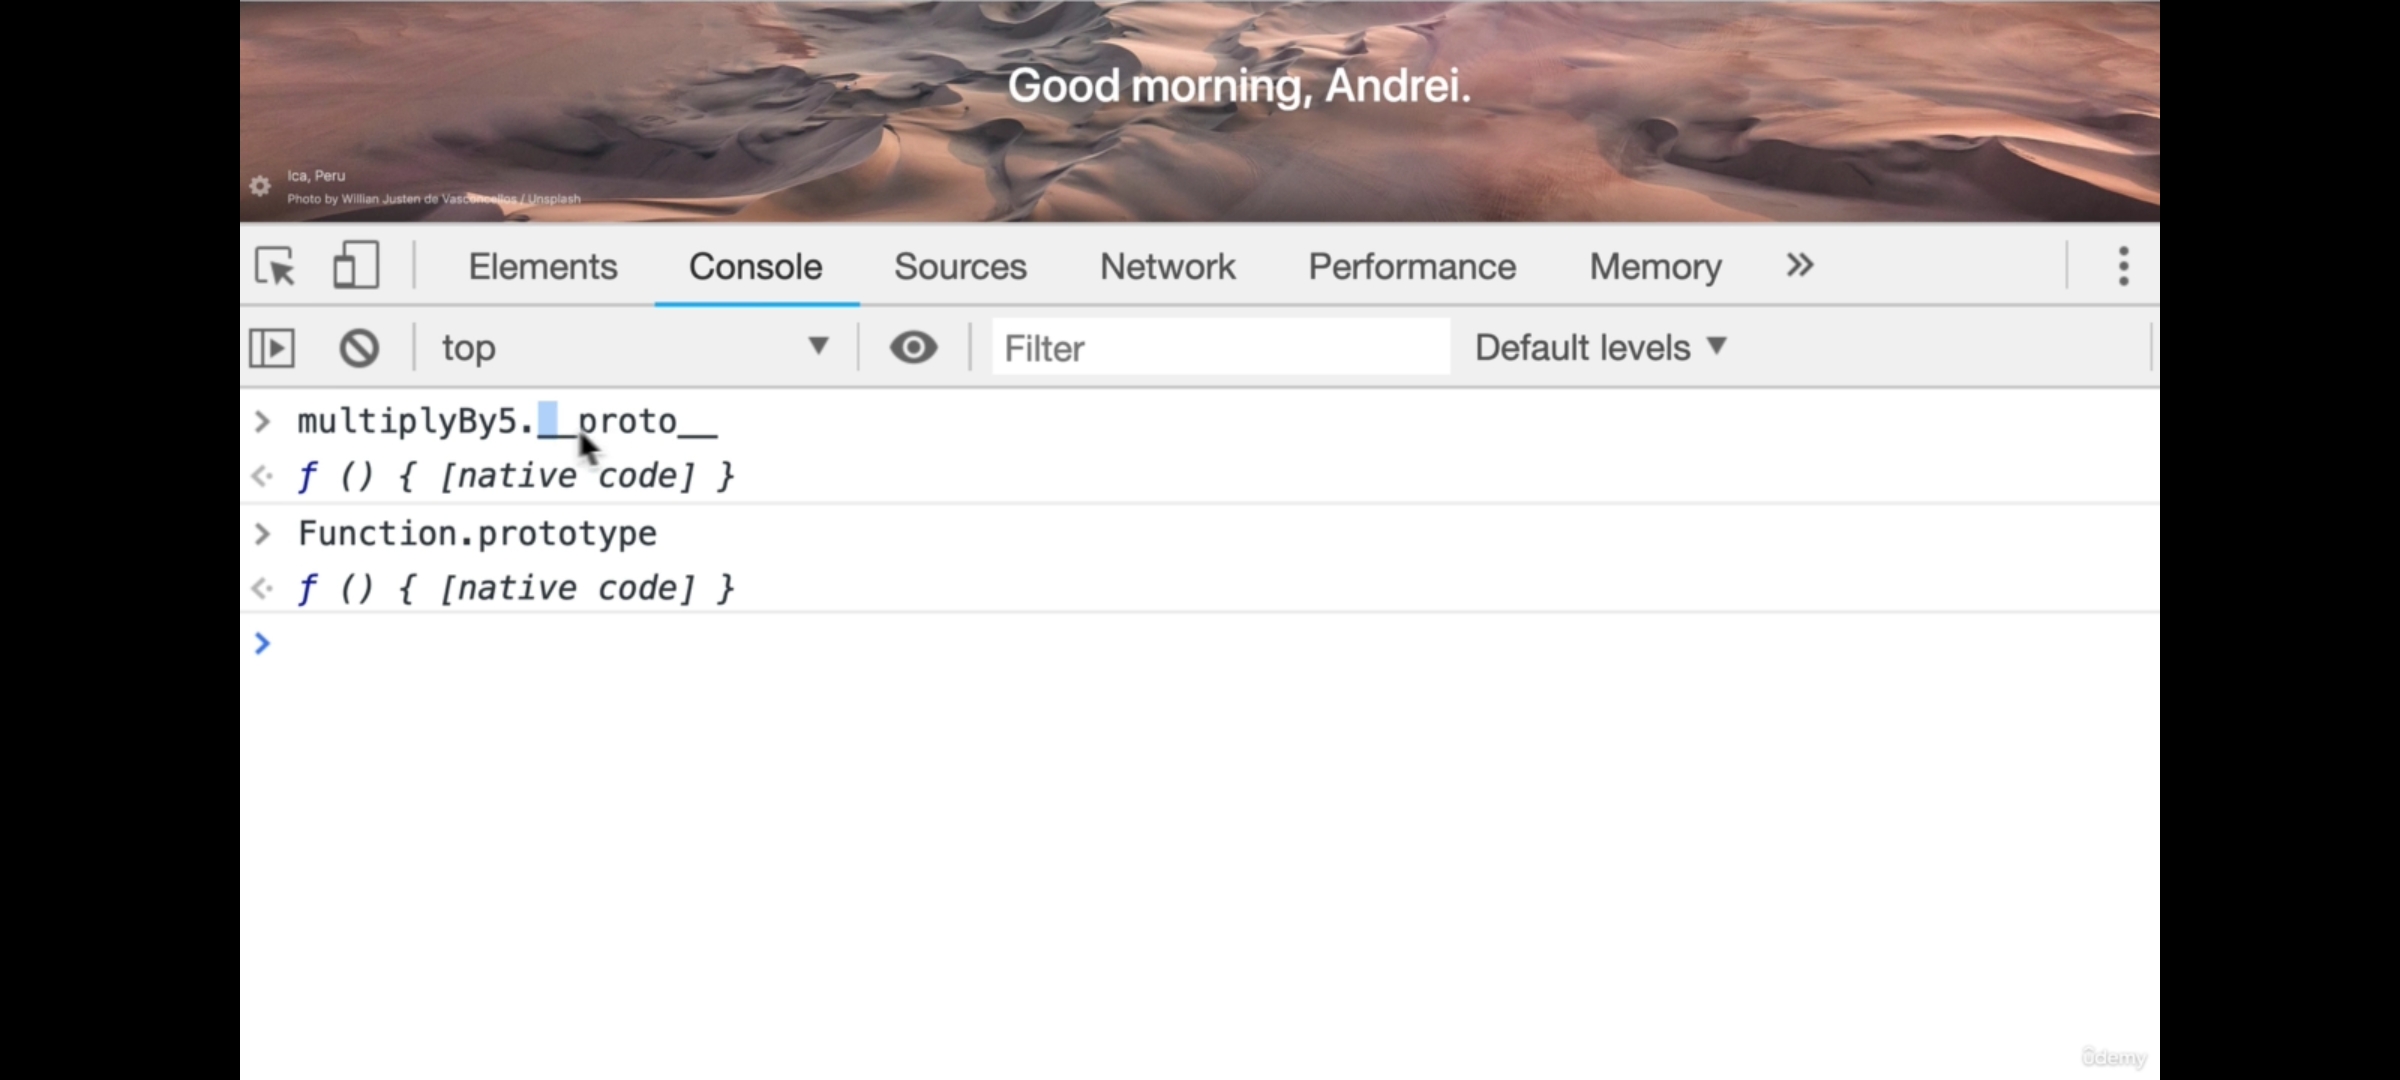 Good morning, Andrei.
Ica, Peru
Photo by Willian Justen de Vasconcellos / Unsplash
Elements Console Sources Network Performance Memory
top Filter Default levels
multiplyBy5.__proto__
f () { [native code] }
Function.prototype
f () { [native code] }
ûdemy